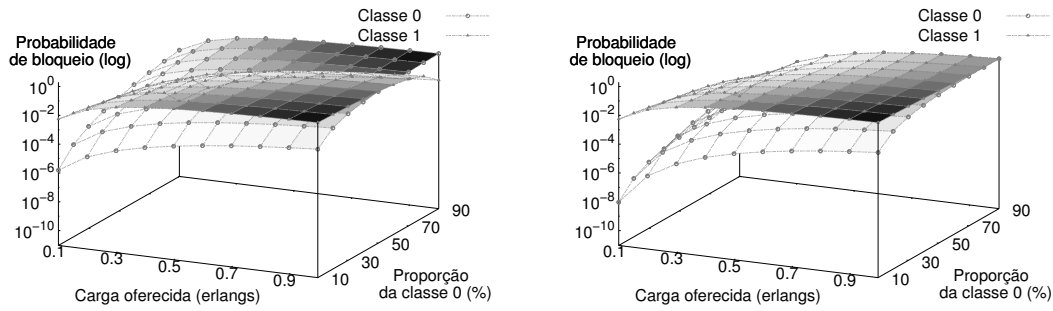 Classe 0
Classe 1
Probabilidade
de bloqueio (log)
10^0
10^-2
10^-4
10^-6
10^-8
10^-10
0.1
0.3
0.5
0.7
0.9
10
30
50
70
90
Carga oferecida (erlangs)
Proporção
da classe 0 (%)
Classe 0
Classe 1
Probabilidade
de bloqueio (log)
10^0
10^-2
10^-4
10^-6
10^-8
10^-10
0.1
0.3
0.5
0.7
0.9
10
30
50
70
90
Carga oferecida (erlangs)
Proporção
da classe 0 (%)